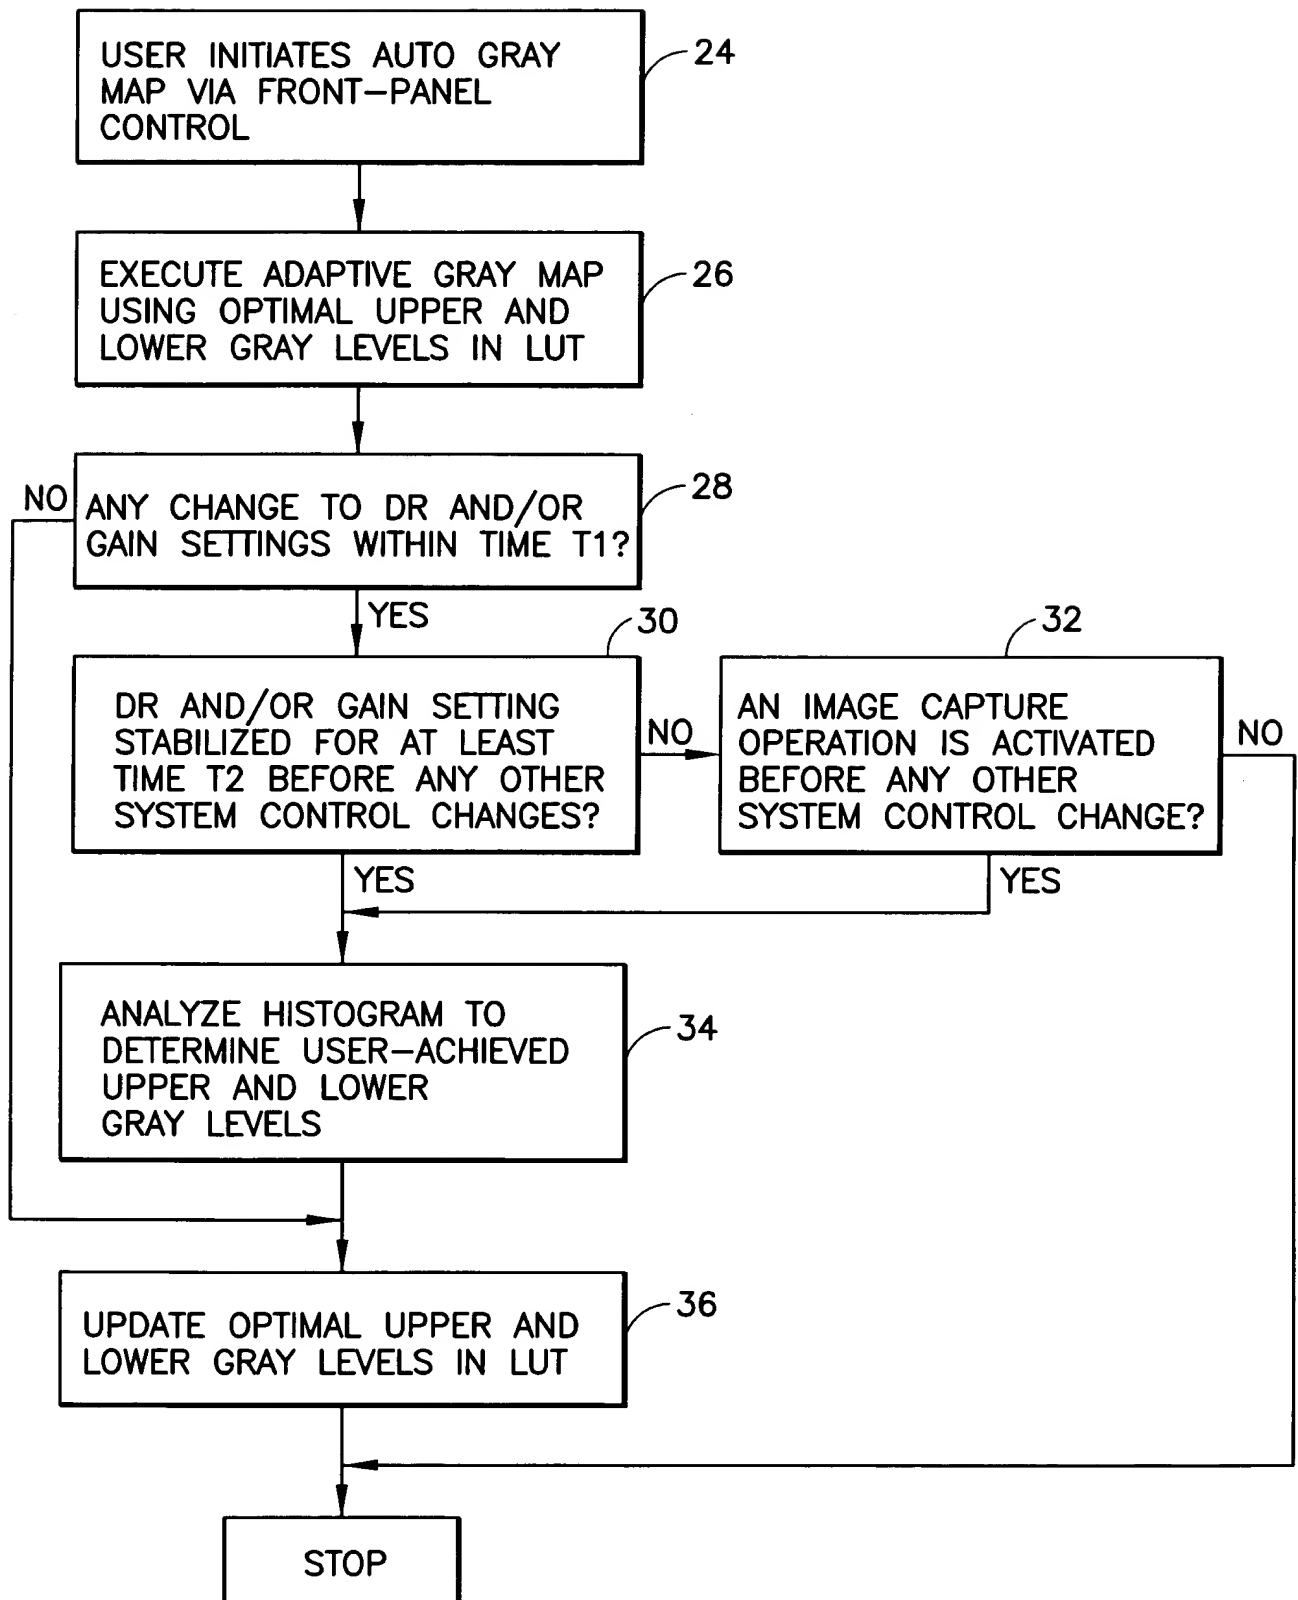 USER INITIATES AUTO GRAY
MAP VIA FRONT-PANEL
CONTROL
24
EXECUTE ADAPTIVE GRAY MAP
USING OPTIMAL UPPER AND
LOWER GRAY LEVELS IN LUT
26
NO
ANY CHANGE TO DR AND/OR
GAIN SETTINGS WITHIN TIME T1?
28
YES
30
DR AND/OR GAIN SETTING
STABILIZED FOR AT LEAST
TIME T2 BEFORE ANY OTHER
SYSTEM CONTROL CHANGES?
NO
32
AN IMAGE CAPTURE
OPERATION IS ACTIVATED
BEFORE ANY OTHER
SYSTEM CONTROL CHANGE?
NO
YES
YES
ANALYZE HISTOGRAM TO
DETERMINE USER-ACHIEVED
UPPER AND LOWER
GRAY LEVELS
34
UPDATE OPTIMAL UPPER AND
LOWER GRAY LEVELS IN LUT
36
STOP